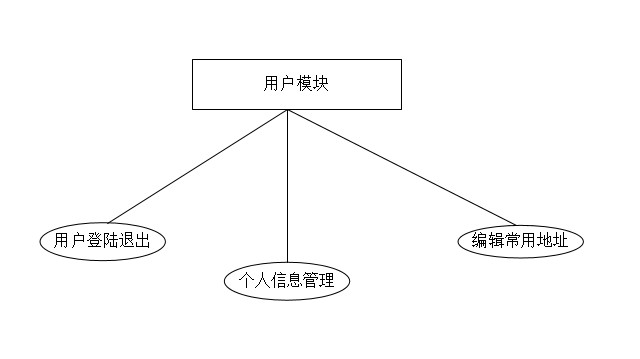 用户模块
用户登陆退出
个人信息管理
编辑常用地址